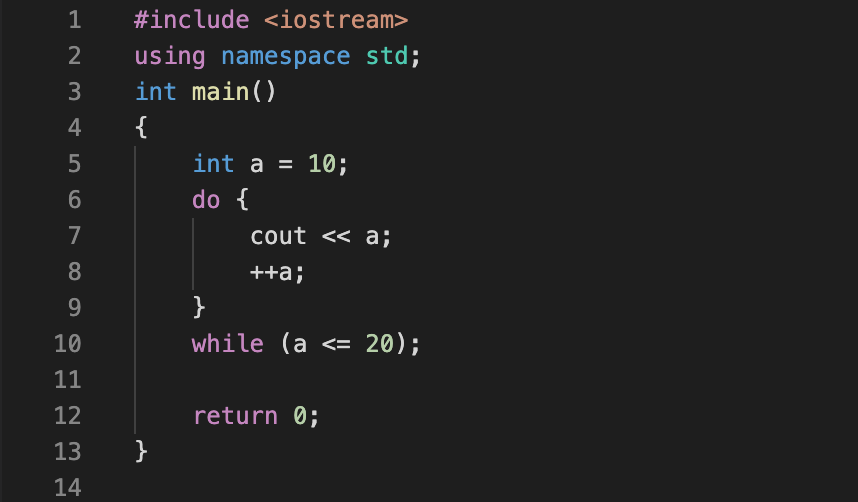 1 #include <iostream>
2 using namespace std;
3 int main()
4 {
5     int a = 10;
6     do {
7         cout << a;
8         ++a;
9     }
10     while (a <= 20);
11
12     return 0;
13 }
14